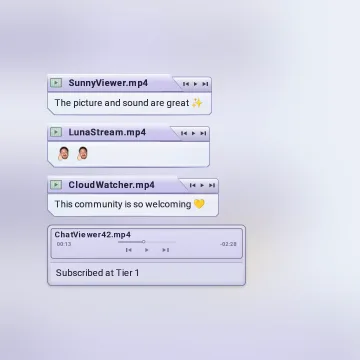 SunnyViewer.mp4
The picture and sound are great ✨
LunaStream.mp4
CloudWatcher.mp4
This community is so welcoming 💛
ChatViewer42.mp4
00:13
-02:28
Subscribed at Tier 1